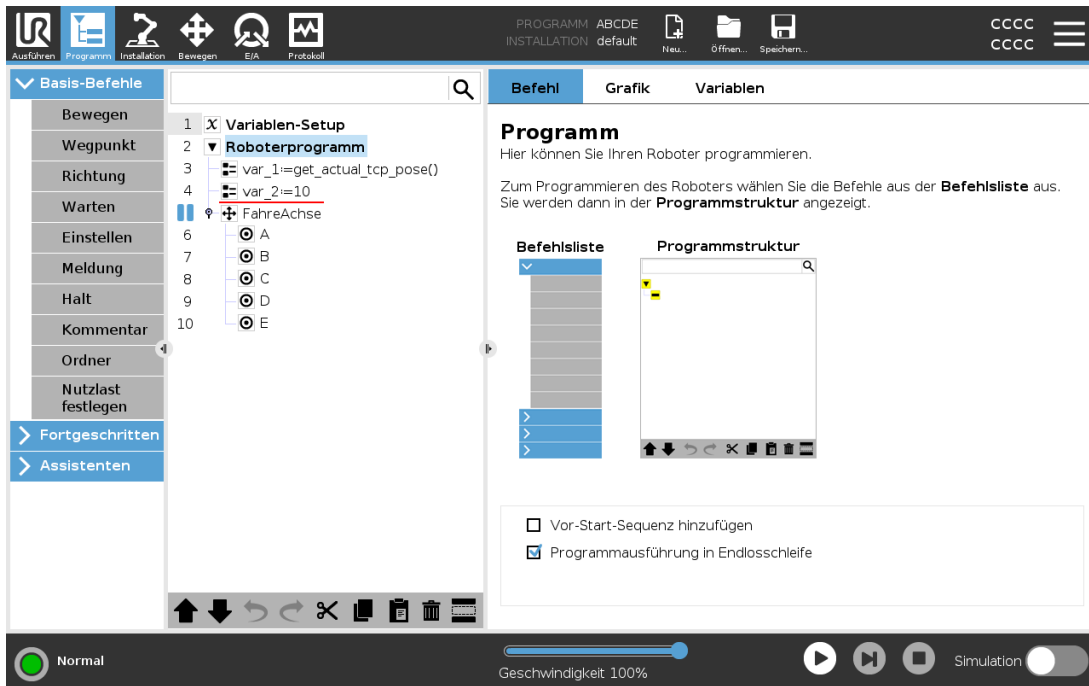 PROGRAMM ABCDE
INSTALLATION default
Ausführen
Programm
Installation
Bewegen
E/A
Protokoll
Neu...
Öffnen...
Speichern...
CCCC
CCCC
Basis-Befehle
Bewegen
Wegpunkt
Richtung
Warten
Einstellen
Meldung
Halt
Kommentar
Ordner
Nutzlast
festlegen
Fortgeschritten
Assistenten
1 X Variablen-Setup
2 Roboterprogramm
3 var_1:=get_actual_tcp_pose()
4 var_2:=10
FahreAchse
6 A
7 B
8 C
9 D
10 E
Befehl Grafik Variablen
Programm
Hier können Sie Ihren Roboter programmieren.
Zum Programmieren des Roboters wählen Sie die Befehle aus der Befehlsliste aus.
Sie werden dann in der Programmstruktur angezeigt.
Befehlsliste
Programmstruktur
Vor-Start-Sequenz hinzufügen
Programmausführung in Endlosschleife
Normal
Geschwindigkeit 100%
Simulation